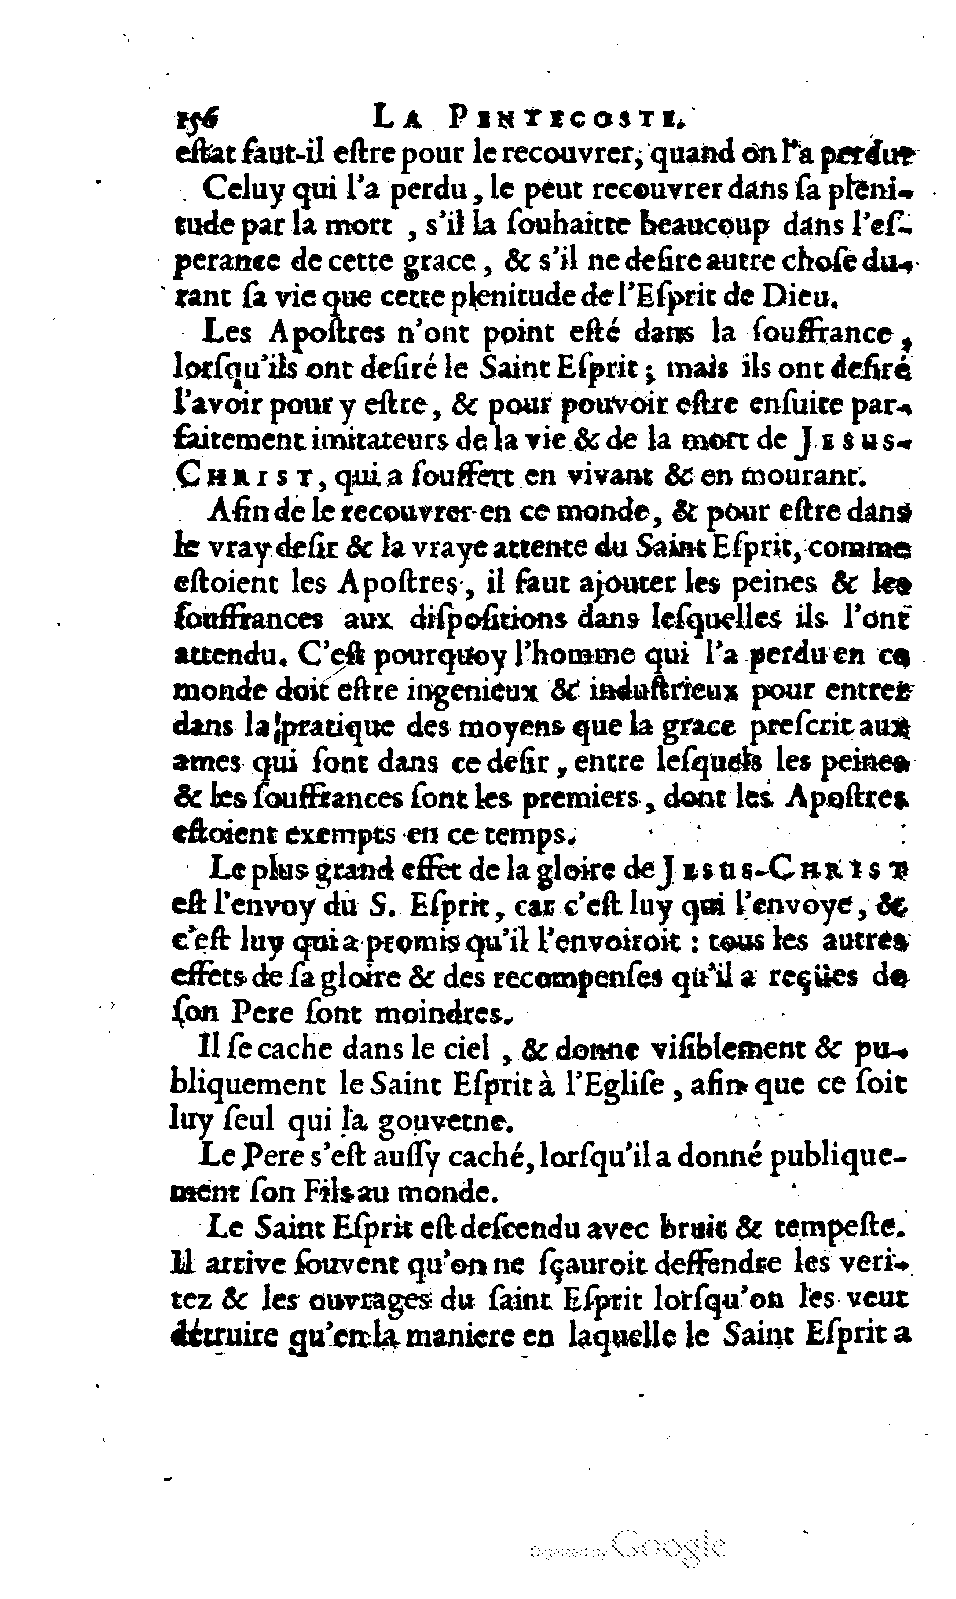 156 LA PENTECOSTE.
eſtat faut-il eſtre pour le recouvrer, quand on l'a perdu?
Celuy qui l'a perdu, le peut recouvrer dans ſa pleni-
tude par la mort, s'il la ſouhaitte beaucoup dans l'eſ-
perance de cette grace, & s'il ne deſire autre choſe du-
rant ſa vie que cette plenitude de l'Eſprit de Dieu.
Les Apoſtres n'ont point eſté dans la ſouffrance,
lorſqu'ils ont deſiré le Saint Eſprit; mais ils ont deſiré
l'avoir pour y eſtre, & pour pouvoir eſtre enſuite par-
faitement imitateurs de la vie & de la mort de JESUS-
CHRIST, qui a ſouffert en vivant & en mourant.
Afin de le recouvrer en ce monde, & pour eſtre dans
le vray deſir & la vraye attente du Saint Eſprit, comme
eſtoient les Apoſtres, il faut ajouter les peines & les
ſouffrances aux diſpoſitions dans leſquelles ils l'ont
attendu. C'eſt pourquoy l'homme qui l'a perdu en ce
monde doit eſtre ingenieux & induſtrieux pour entrer
dans la pratique des moyens que la grace preſcrit aux
ames qui ſont dans ce deſir, entre leſquels les peines
& les ſouffrances ſont les premiers, dont les Apoſtres
eſtoient exempts en ce temps.
Le plus grand effet de la gloire de JESUS-CHRIST
eſt l'envoy du S. Eſprit, car c'eſt luy qui l'envoye, &
c'eſt luy qui a promis qu'il l'envoiroit : tous les autres
effets de ſa gloire & des recompenſes qu'il a reçües de
ſon Pere ſont moindres.
Il ſe cache dans le ciel, & donne viſiblement & pu-
bliquement le Saint Eſprit à l'Egliſe, afin que ce ſoit
luy ſeul qui la gouverne.
Le Pere s'eſt auſſy caché, lorſqu'il a donné publique-
ment ſon Fils au monde.
Le Saint Eſprit eſt deſcendu avec bruit & tempeſte.
Il arrive ſouvent qu'on ne ſçauroit deffendre les veri-
tez & les ouvrages du ſaint Eſprit lorſqu'on les veut
détruire qu'en la maniere en laquelle le Saint Eſprit a
Digitized by Google